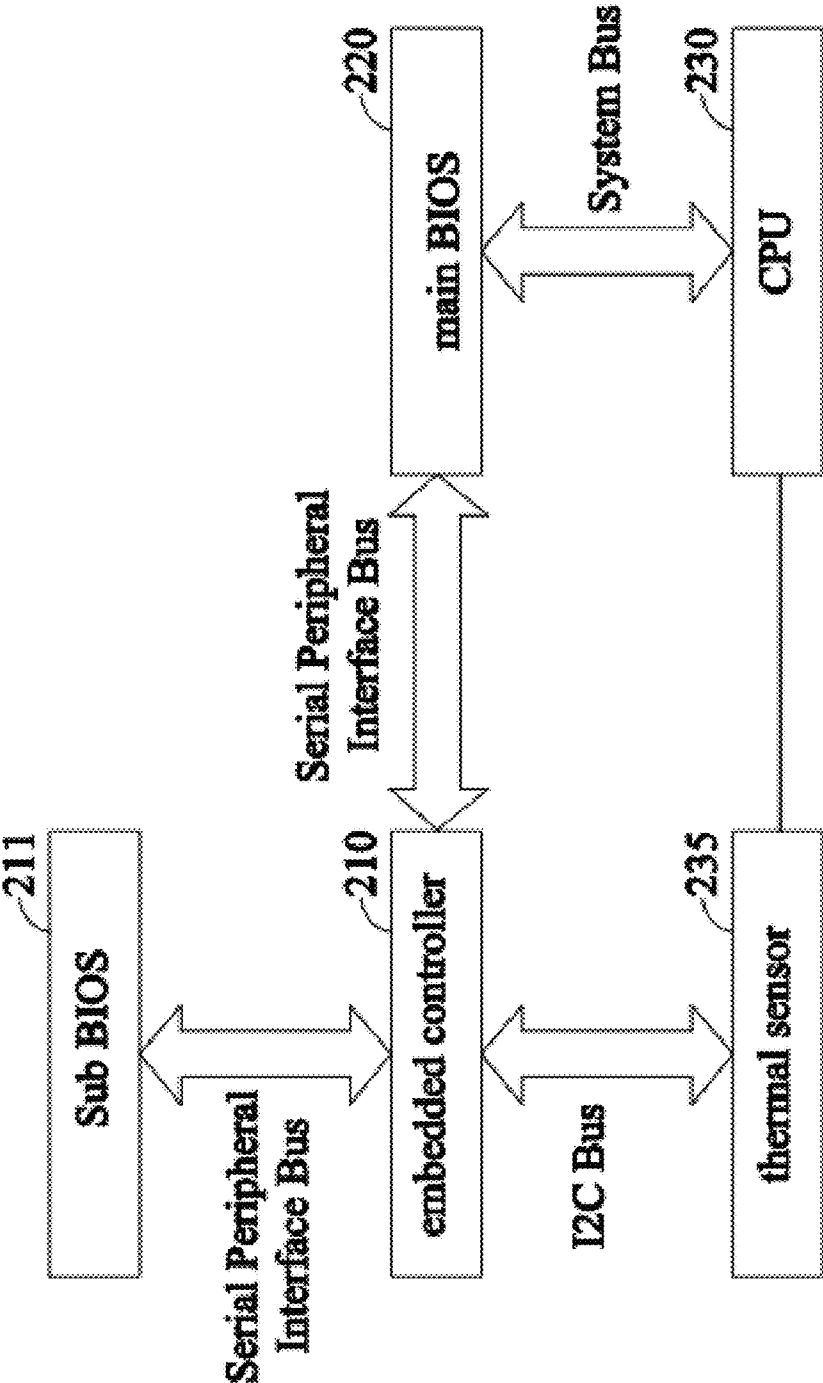 211
Sub BIOS
Serial Peripheral
Interface Bus
210
embedded controller
Serial Peripheral
Interface Bus
220
main BIOS
I2C Bus
System Bus
235
thermal sensor
230
CPU